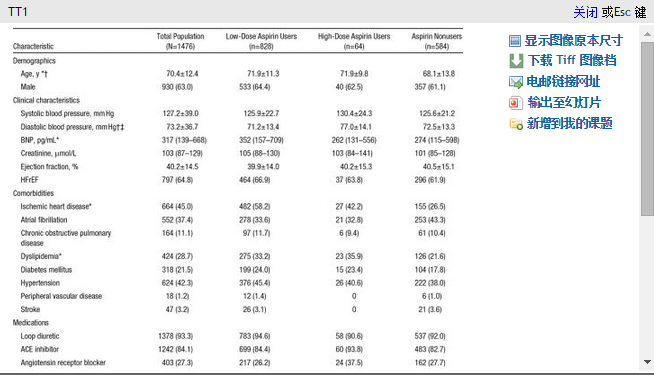 TT1
关闭 或Esc 键
Total Population Low-Dose Aspirin Users High-Dose Aspirin Users Aspirin Nonusers
Characteristic (N=1476) (n=828) (n=64) (n=584)
Demographics
Age, y *† 70.4±12.4 71.9±11.3 71.9±9.8 68.1±13.8
Male 930 (63.0) 533 (64.4) 40 (62.5) 357 (61.1)
Clinical characteristics
Systolic blood pressure, mm Hg 127.2±39.0 125.9±22.7 130.4±24.3 125.6±21.2
Diastolic blood pressure, mm Hg†‡ 73.2±36.7 71.2±13.4 77.0±14.1 72.5±13.3
BNP, pg/mL* 317 (139–668) 352 (157–709) 262 (131–556) 274 (115–598)
Creatinine, μmol/L 103 (87–129) 105 (88–130) 103 (84–141) 101 (85–128)
Ejection fraction, % 40.2±14.5 39.9±14.0 40.2±15.3 40.5±15.1
HFrEF 797 (64.8) 464 (66.9) 37 (63.8) 296 (61.9)
Comorbidities
Ischemic heart disease* 664 (45.0) 482 (58.2) 27 (42.2) 155 (26.5)
Atrial fibrillation 552 (37.4) 278 (33.6) 21 (32.8) 253 (43.3)
Chronic obstructive pulmonary 164 (11.1) 97 (11.7) 6 (9.4) 61 (10.4)
disease
Dyslipidemia* 424 (28.7) 275 (33.2) 23 (35.9) 126 (21.6)
Diabetes mellitus 318 (21.5) 199 (24.0) 15 (23.4) 104 (17.8)
Hypertension 624 (42.3) 376 (45.4) 26 (40.6) 222 (38.0)
Peripheral vascular disease 18 (1.2) 12 (1.4) 0 6 (1.0)
Stroke 47 (3.2) 26 (3.1) 0 21 (3.6)
Medications
Loop diuretic 1378 (93.3) 783 (94.6) 58 (90.6) 537 (92.0)
ACE inhibitor 1242 (84.1) 699 (84.4) 60 (93.8) 483 (82.7)
Angiotensin receptor blocker 403 (27.3) 217 (26.2) 24 (37.5) 162 (27.7)
显示图像原本尺寸
下载 Tiff 图像档
电邮链接网址
输出至幻灯片
新增到我的课题